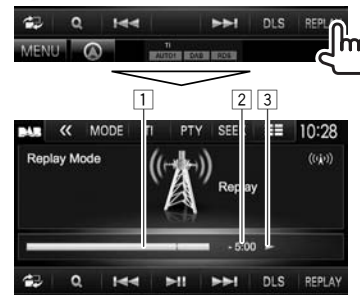 DLS REPLAY
MENU TI AUTO1 DAB RDS
1 2 3
DAB MODE TI PTY SEEK 10:28
Replay Mode
Replay
- 5:00
DLS REPLAY